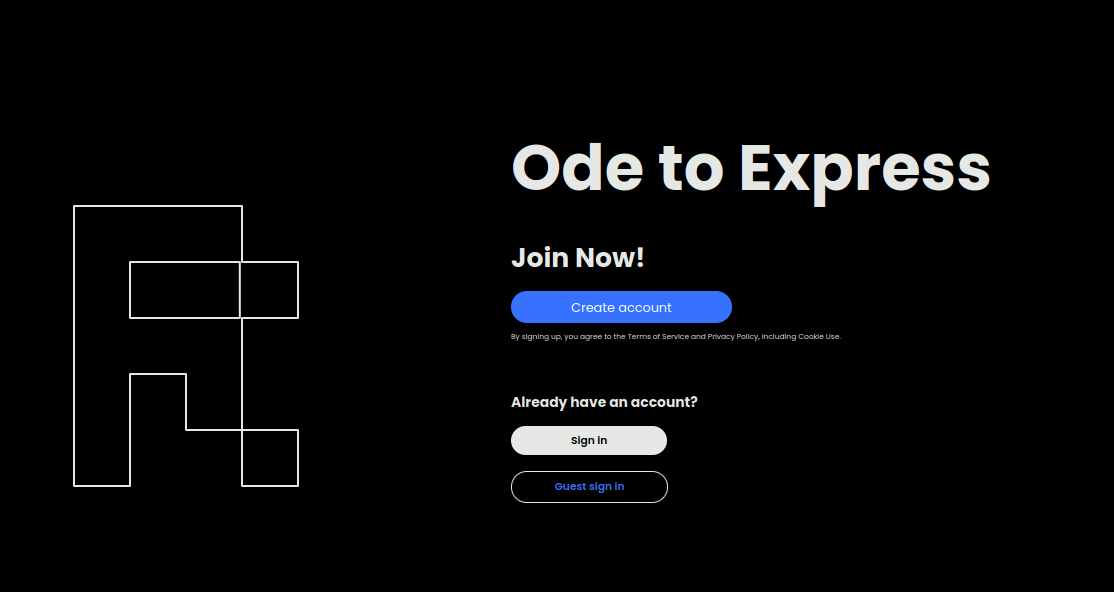 Ode to Express
Join Now!
Create account
By signing up, you agree to the Terms of Service and Privacy Policy, including Cookie Use.
Already have an account?
Sign in
Guest sign in